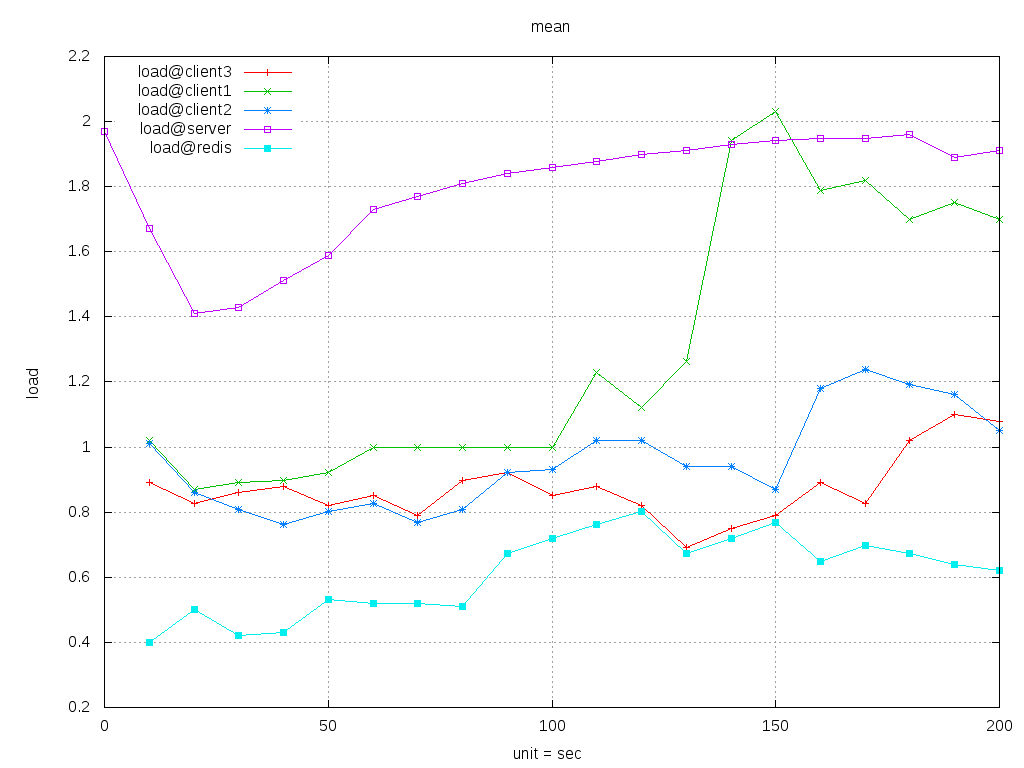 mean
load@client3
load@client1
load@client2
load@server
load@redis
2.2
2
1.8
1.6
1.4
1.2
1
0.8
0.6
0.4
0.2
load
0 50 100 150 200
unit = sec